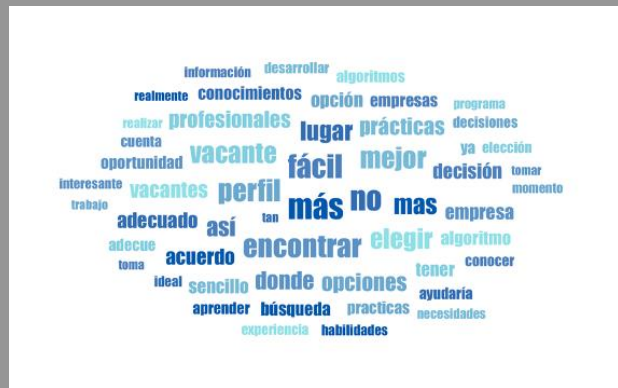 información desarrollar algoritmos
realmente conocimientos opción empresas programa
realizar profesionales lugar prácticas decisiones
cuenta vacante fácil mejor ya elección
oportunidad decisión tomar
interesante vacantes perfil más no mas empresa momento
trabajo adecuado así tan
adecue acuerdo encontrar elegir algoritmo
toma ideal sencillo donde opciones tener conocer
aprender búsqueda practicas ayudaría necesidades
experiencia habilidades